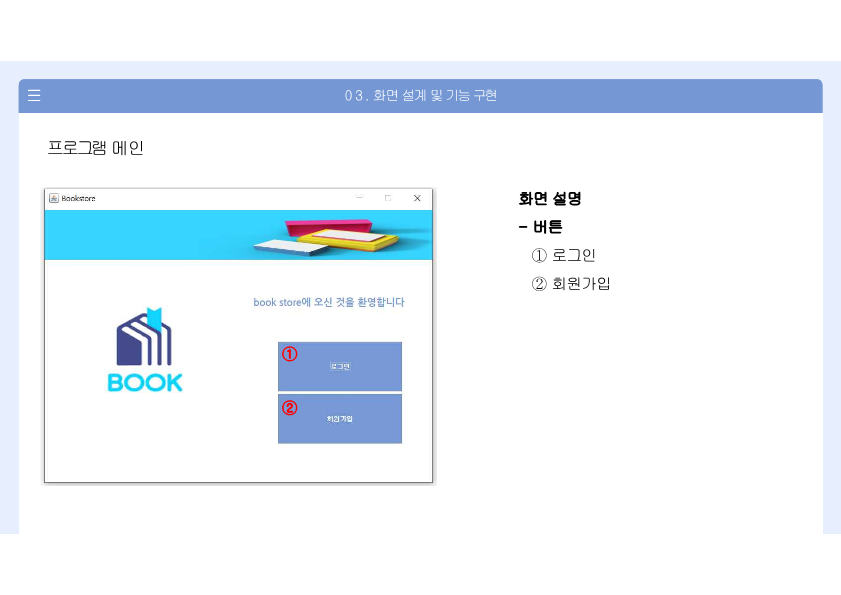 03. 화면 설계 및 기능 구현
프로그램 메인
Bookstore
book store에 오신 것을 환영합니다
BOOK
① 로그인
② 회원가입
화면 설명
- 버튼
① 로그인
② 회원가입